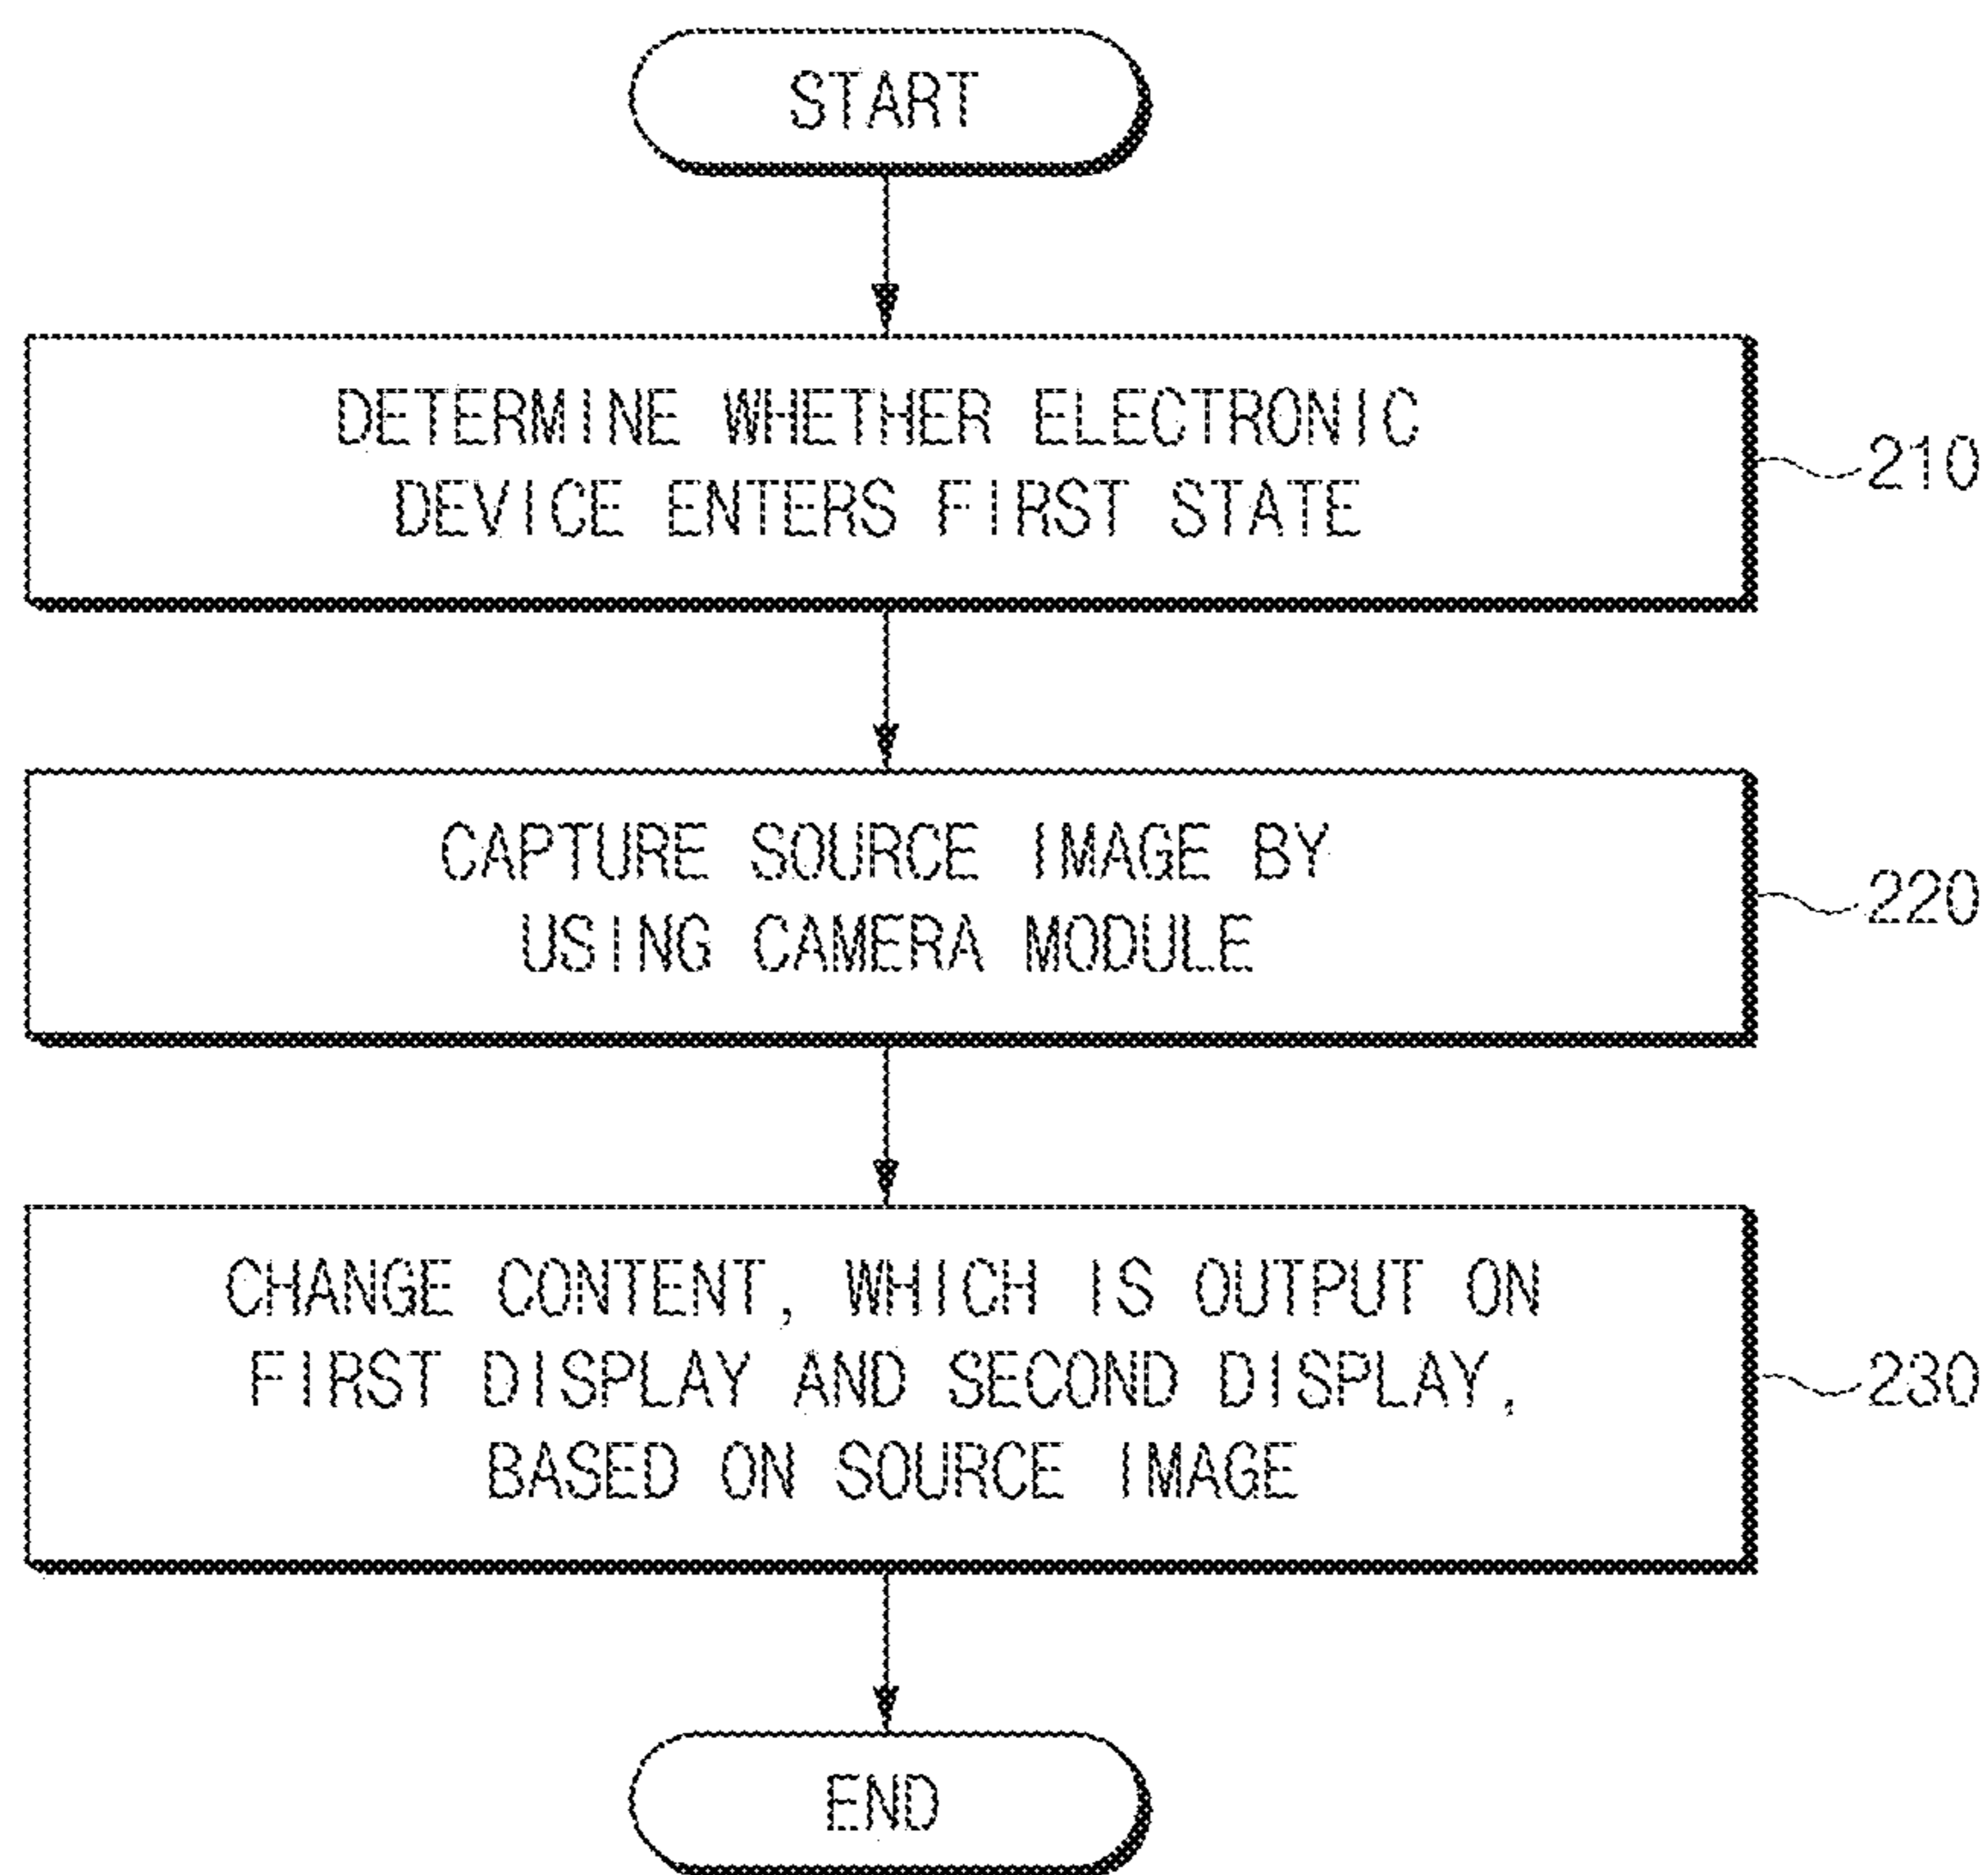 START
DETERMINE WHETHER ELECTRONIC
DEVICE ENTERS FIRST STATE
210
CAPTURE SOURCE IMAGE BY
USING CAMERA MODULE
220
CHANGE CONTENT, WHICH IS OUTPUT ON
FIRST DISPLAY AND SECOND DISPLAY,
BASED ON SOURCE IMAGE
230
END